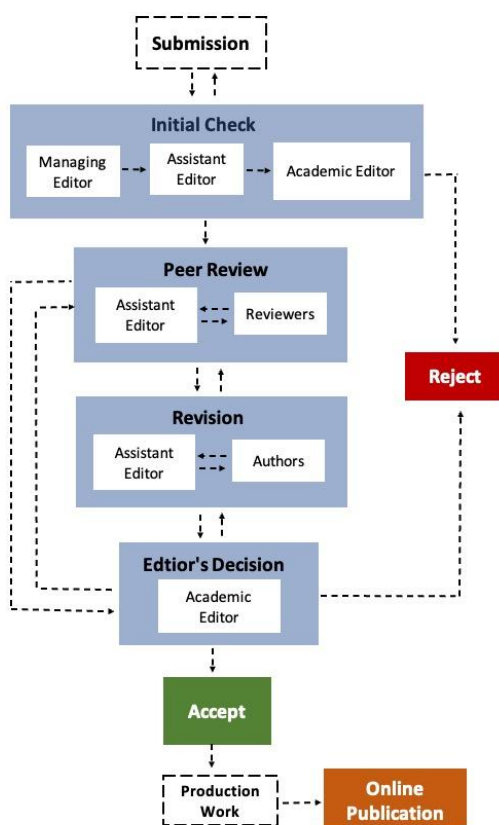 Submission
Initial Check
Managing
Editor
Assistant
Editor
Academic Editor
Peer Review
Assistant
Editor
Reviewers
Reject
Revision
Assistant
Editor
Authors
Edtior's Decision
Academic
Editor
Accept
Production
Work
Online
Publication